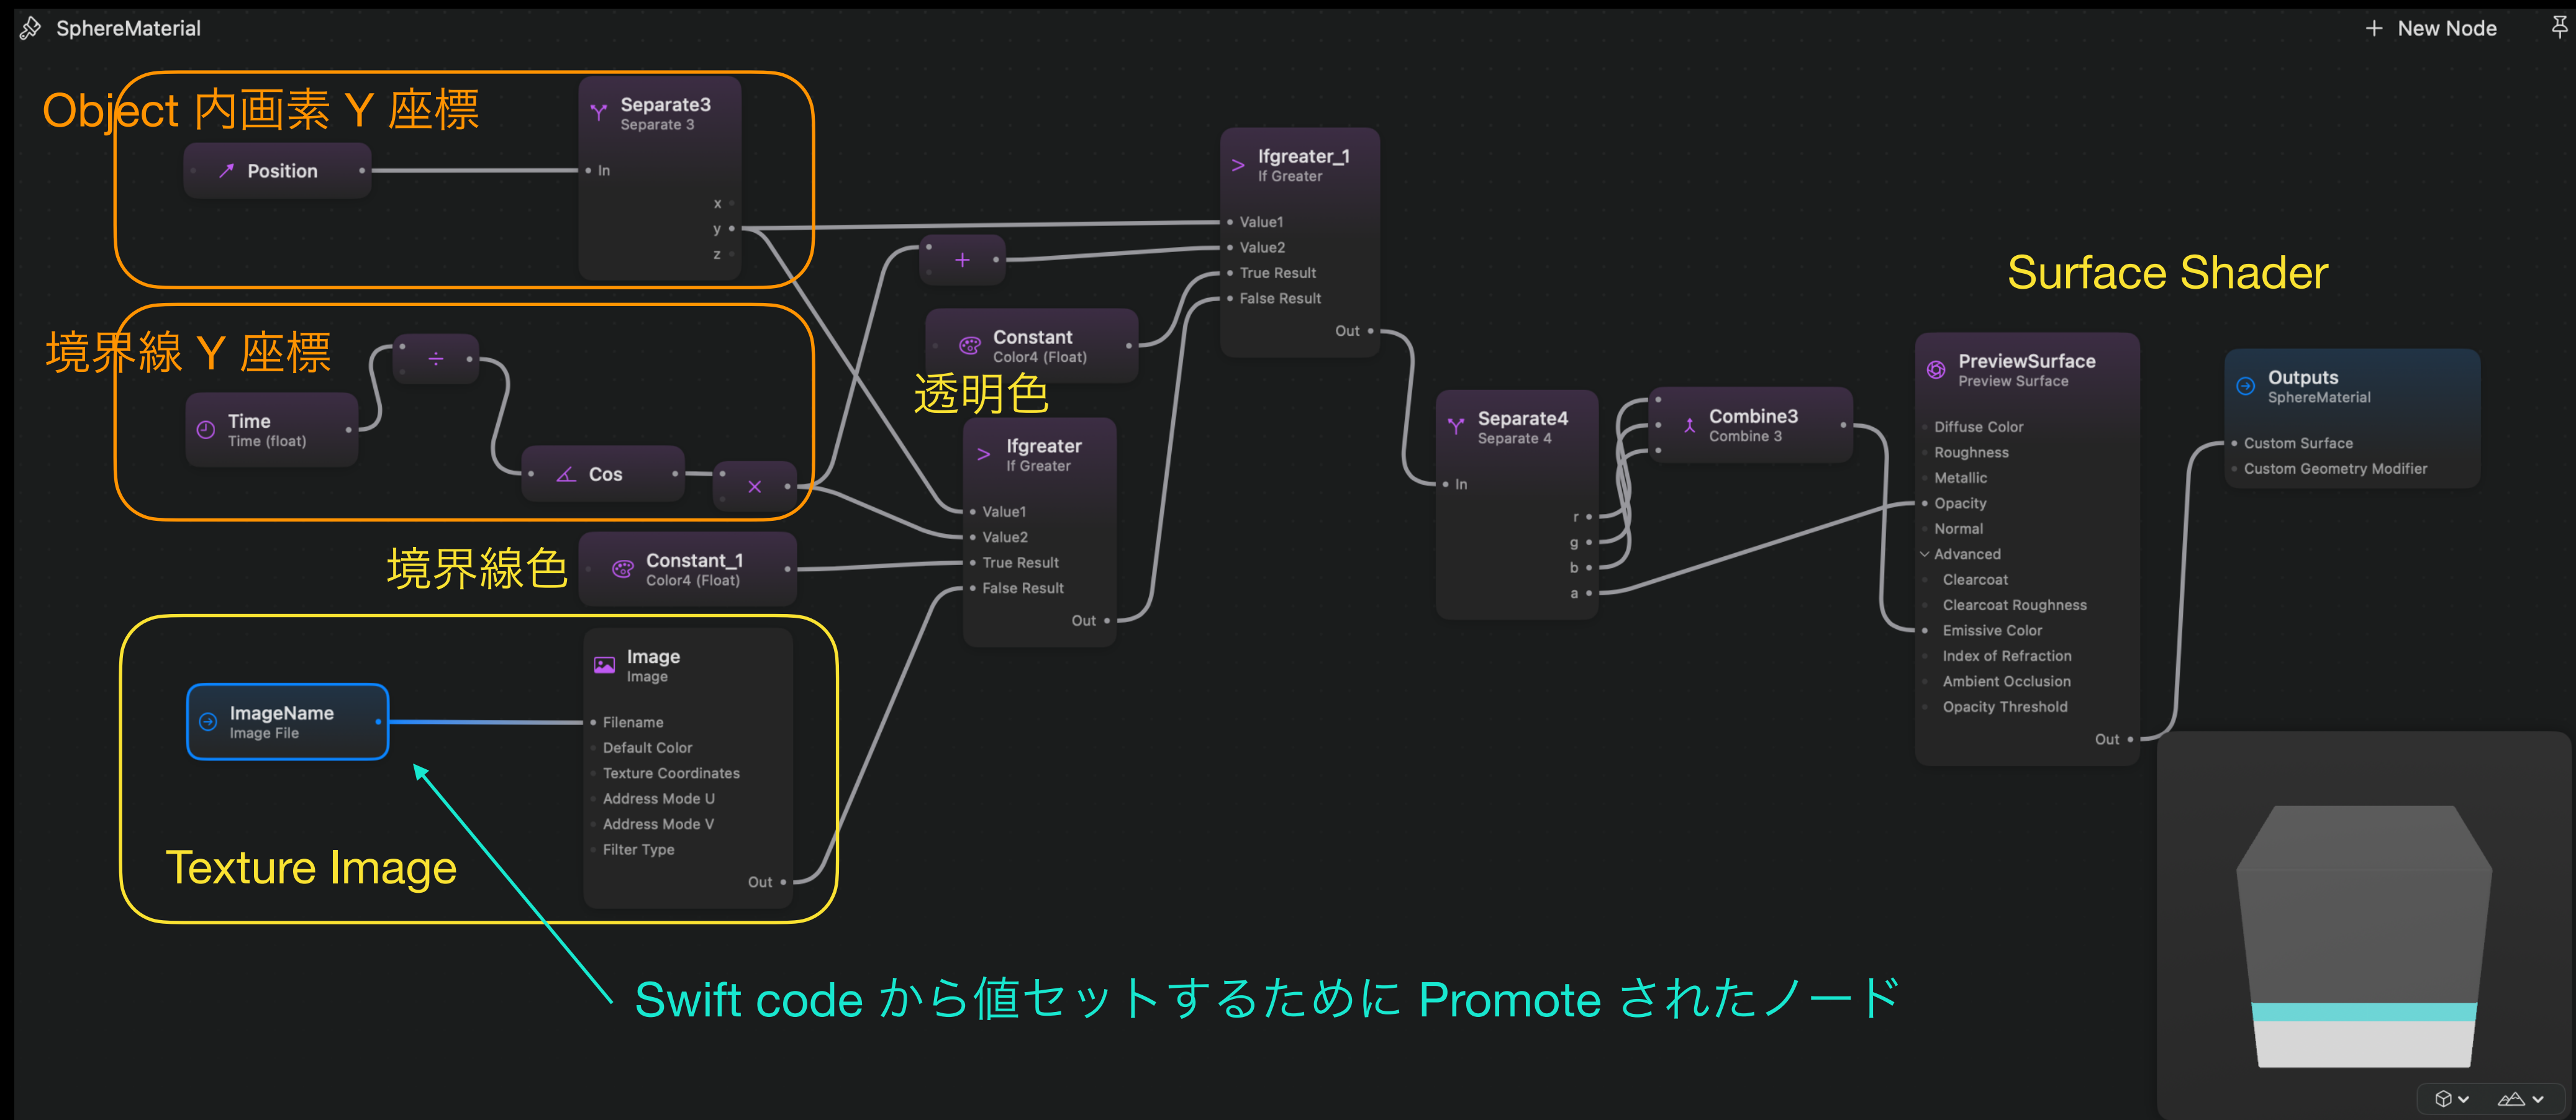 SphereMaterial
+ New Node
Object 内画素 Y 座標
Separate3
Separate 3
Position
In
x
y
z
境界線 Y 座標
÷
Time
Time (float)
Cos
×
+
Constant
Color4 (Float)
透明色
Ifgreater_1
If Greater
Value1
Value2
True Result
False Result
Out
Ifgreater
If Greater
Value1
Value2
True Result
False Result
Out
境界線色
Constant_1
Color4 (Float)
Image
Image
ImageName
Image File
Filename
Default Color
Texture Coordinates
Address Mode U
Address Mode V
Filter Type
Out
Texture Image
Separate4
Separate 4
In
r
g
b
a
Combine3
Combine 3
Surface Shader
PreviewSurface
Preview Surface
Diffuse Color
Roughness
Metallic
Opacity
Normal
Advanced
Clearcoat
Clearcoat Roughness
Emissive Color
Index of Refraction
Ambient Occlusion
Opacity Threshold
Out
Outputs
SphereMaterial
Custom Surface
Custom Geometry Modifier
Swift code から値セットするために Promote されたノード